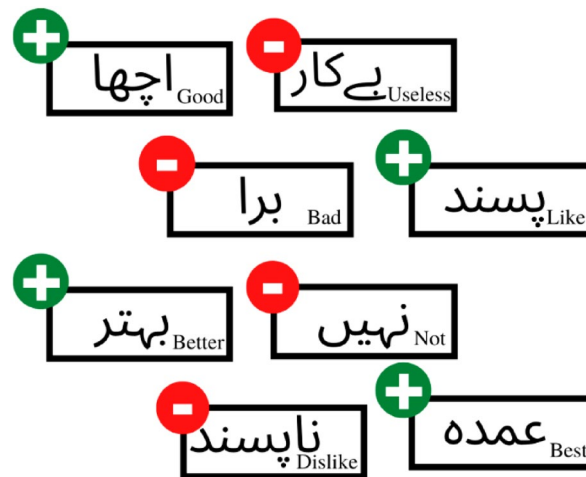 اچھا Good
بےکار Useless
برا Bad
پسند Like
بہتر Better
نہیں Not
ناپسند Dislike
عمدہ Best